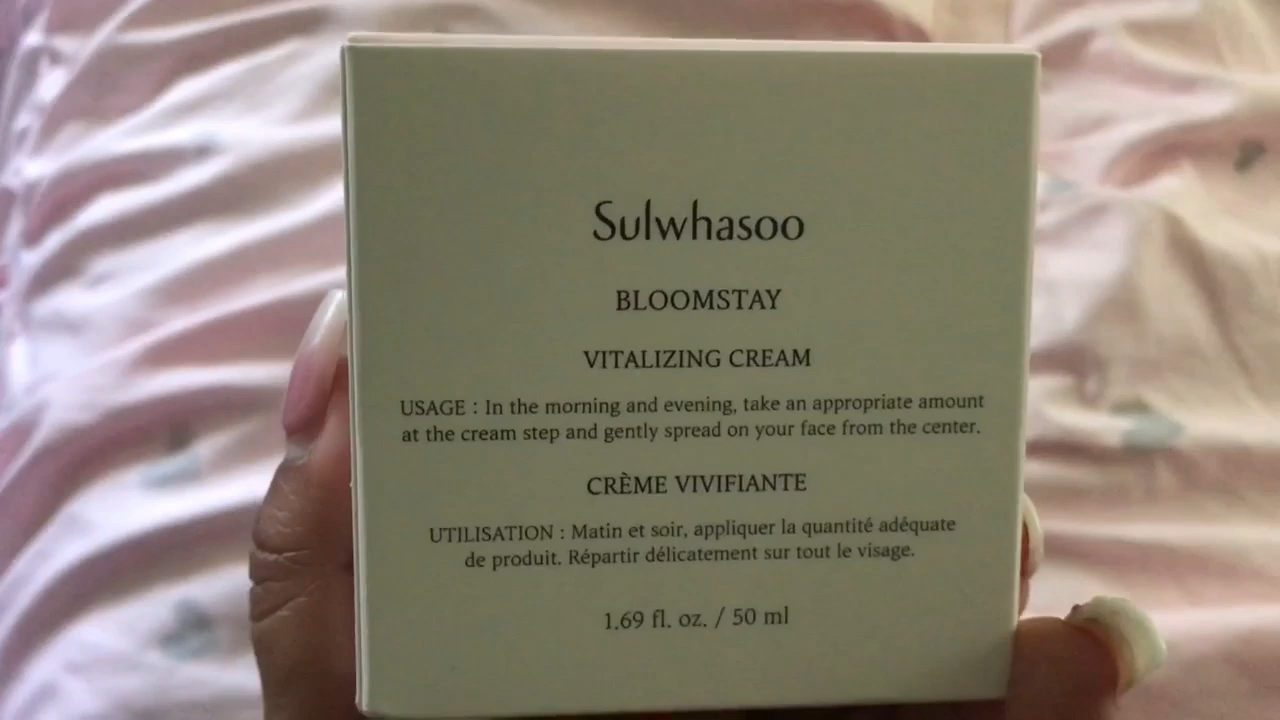 Sulwhasoo
BLOOMSTAY
VITALIZING CREAM
USAGE : In the morning and evening, take an appropriate amount
at the cream step and gently spread on your face from the center.
CRÈME VIVIFIANTE
UTILISATION : Matin et soir, appliquer la quantité adéquate
de produit. Répartir délicatement sur tout le visage.
1.69 fl. oz. / 50 ml